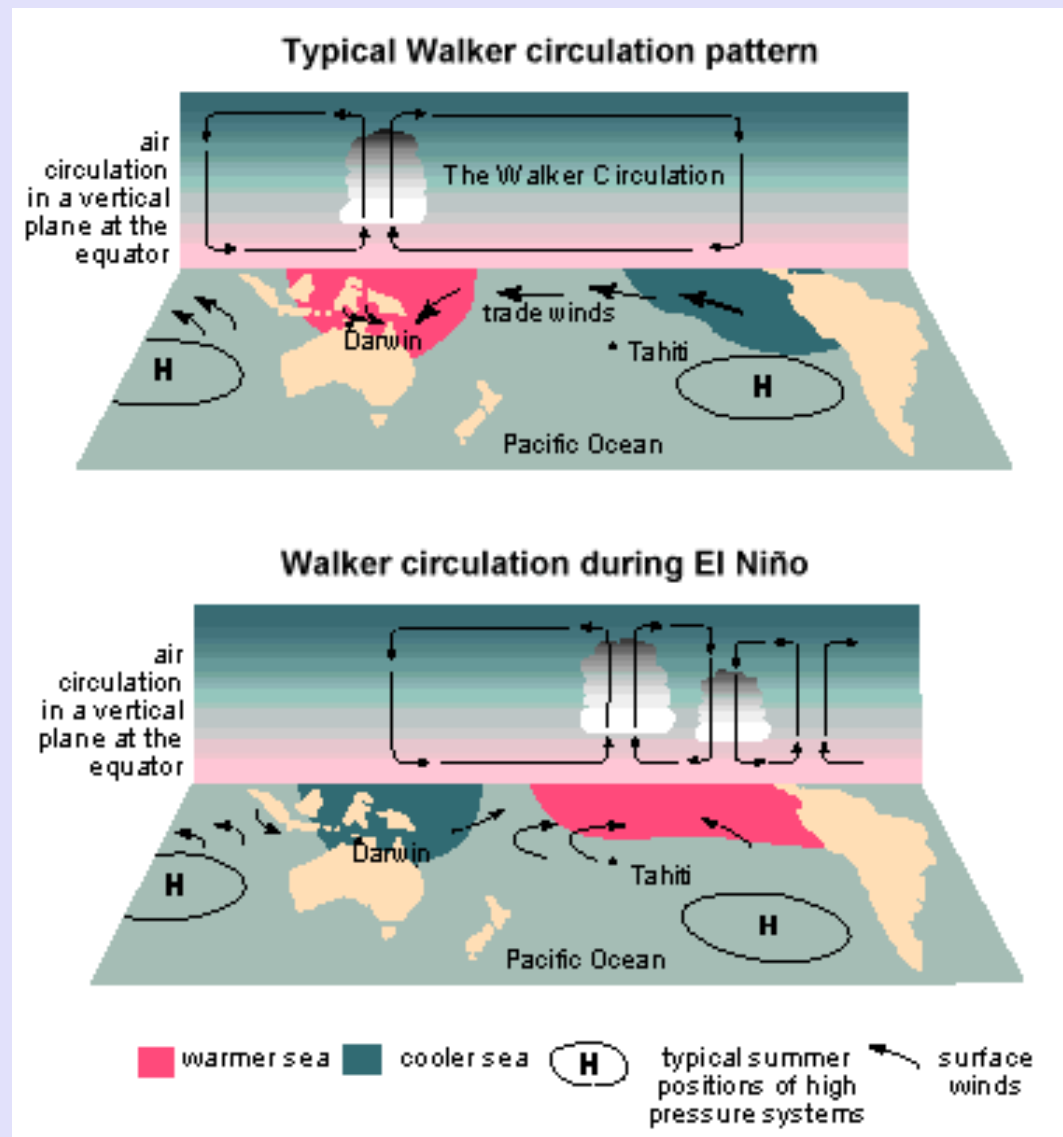 Typical Walker circulation pattern
air
circulation
in a vertical
plane at the
equator
The Walker Circulation
trade winds
Darwin
Tahiti
H
H
Pacific Ocean
Walker circulation during El Niño
air
circulation
in a vertical
plane at the
equator
Darwin
Tahiti
H
H
Pacific Ocean
warmer sea
cooler sea
H
typical summer
positions of high
pressure systems
surface
winds